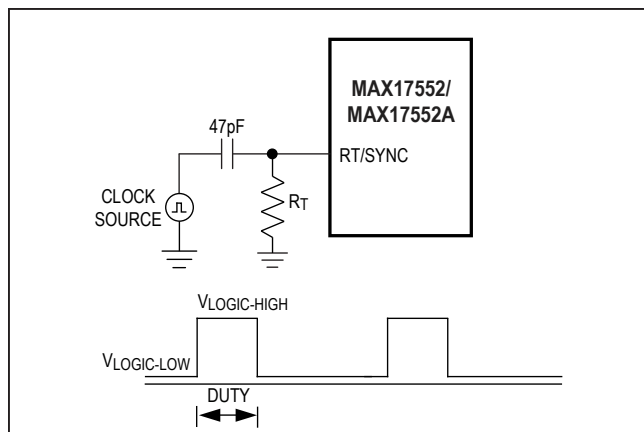 MAX17552/
MAX17552A
47pF
RT/SYNC
CLOCK
SOURCE
RT
VLOGIC-HIGH
VLOGIC-LOW
DUTY